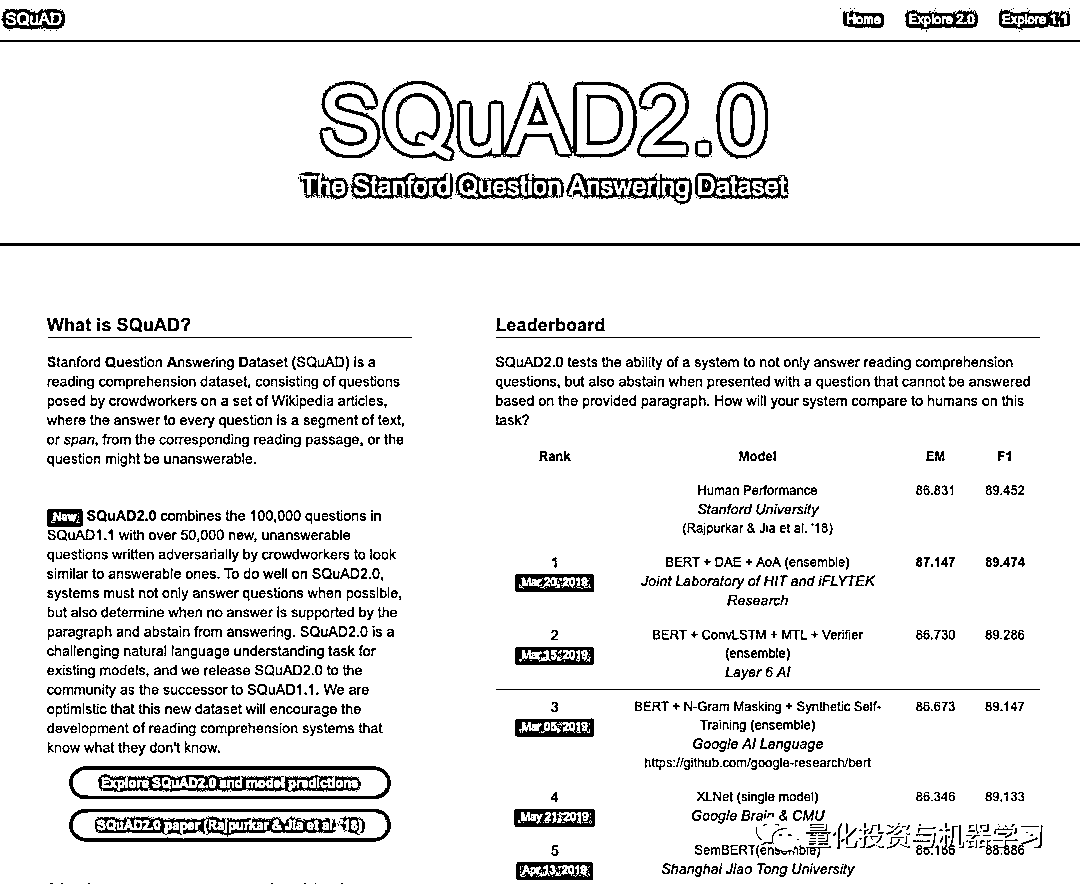 SQuAD
Home Explore 2.0 Explore 1.1
SQuAD2.0
The Stanford Question Answering Dataset
What is SQuAD?
Stanford Question Answering Dataset (SQuAD) is a
reading comprehension dataset, consisting of questions
posed by crowdworkers on a set of Wikipedia articles,
where the answer to every question is a segment of text,
or span, from the corresponding reading passage, or the
question might be unanswerable.
New SQuAD2.0 combines the 100,000 questions in
SQuAD1.1 with over 50,000 new, unanswerable
questions written adversarially by crowdworkers to look
similar to answerable ones. To do well on SQuAD2.0,
systems must not only answer questions when possible,
but also determine when no answer is supported by the
paragraph and abstain from answering. SQuAD2.0 is a
challenging natural language understanding task for
existing models, and we release SQuAD2.0 to the
community as the successor to SQuAD1.1. We are
optimistic that this new dataset will encourage the
development of reading comprehension systems that
know what they don't know.
Explore SQuAD2.0 and model predictions
SQuAD2.0 paper (Rajpurkar & Jia et al. '18)
Leaderboard
SQuAD2.0 tests the ability of a system to not only answer reading comprehension
questions, but also abstain when presented with a question that cannot be answered
based on the provided paragraph. How will your system compare to humans on this
task?
Rank Model EM F1
Human Performance 86.831 89.452
Stanford University
(Rajpurkar & Jia et al. '18)
1 BERT + DAE + AoA (ensemble) 87.147 89.474
Mar 20, 2019 Joint Laboratory of HIT and iFLYTEK
Research
2 BERT + ConvLSTM + MTL + Verifier 86.730 89.286
Mar 15, 2019 (ensemble)
Layer 6 AI
3 BERT + N-Gram Masking + Synthetic Self- 86.673 89.147
Mar 05, 2019 Training (ensemble)
Google AI Language
https://github.com/google-research/bert
4 XLNet (single model) 86.346 89.133
May 21, 2019 Google Brain & CMU
量化投资与机器学习
5 SemBERT(ensemble) 86.166 88.886
Apr 13, 2019 Shanghai Jiao Tong University